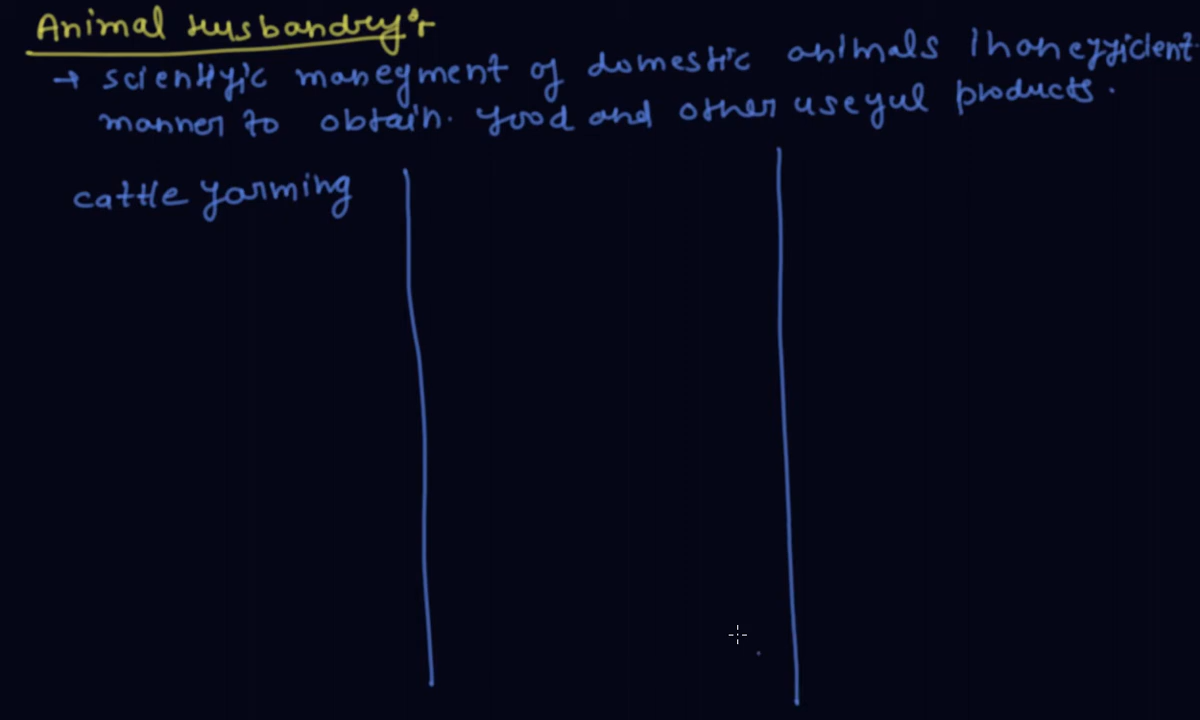 Animal Husbandry :-
→ scientific manegment of domestic animals in an efficient
manner to obtain. food and other useful products.
cattle farming